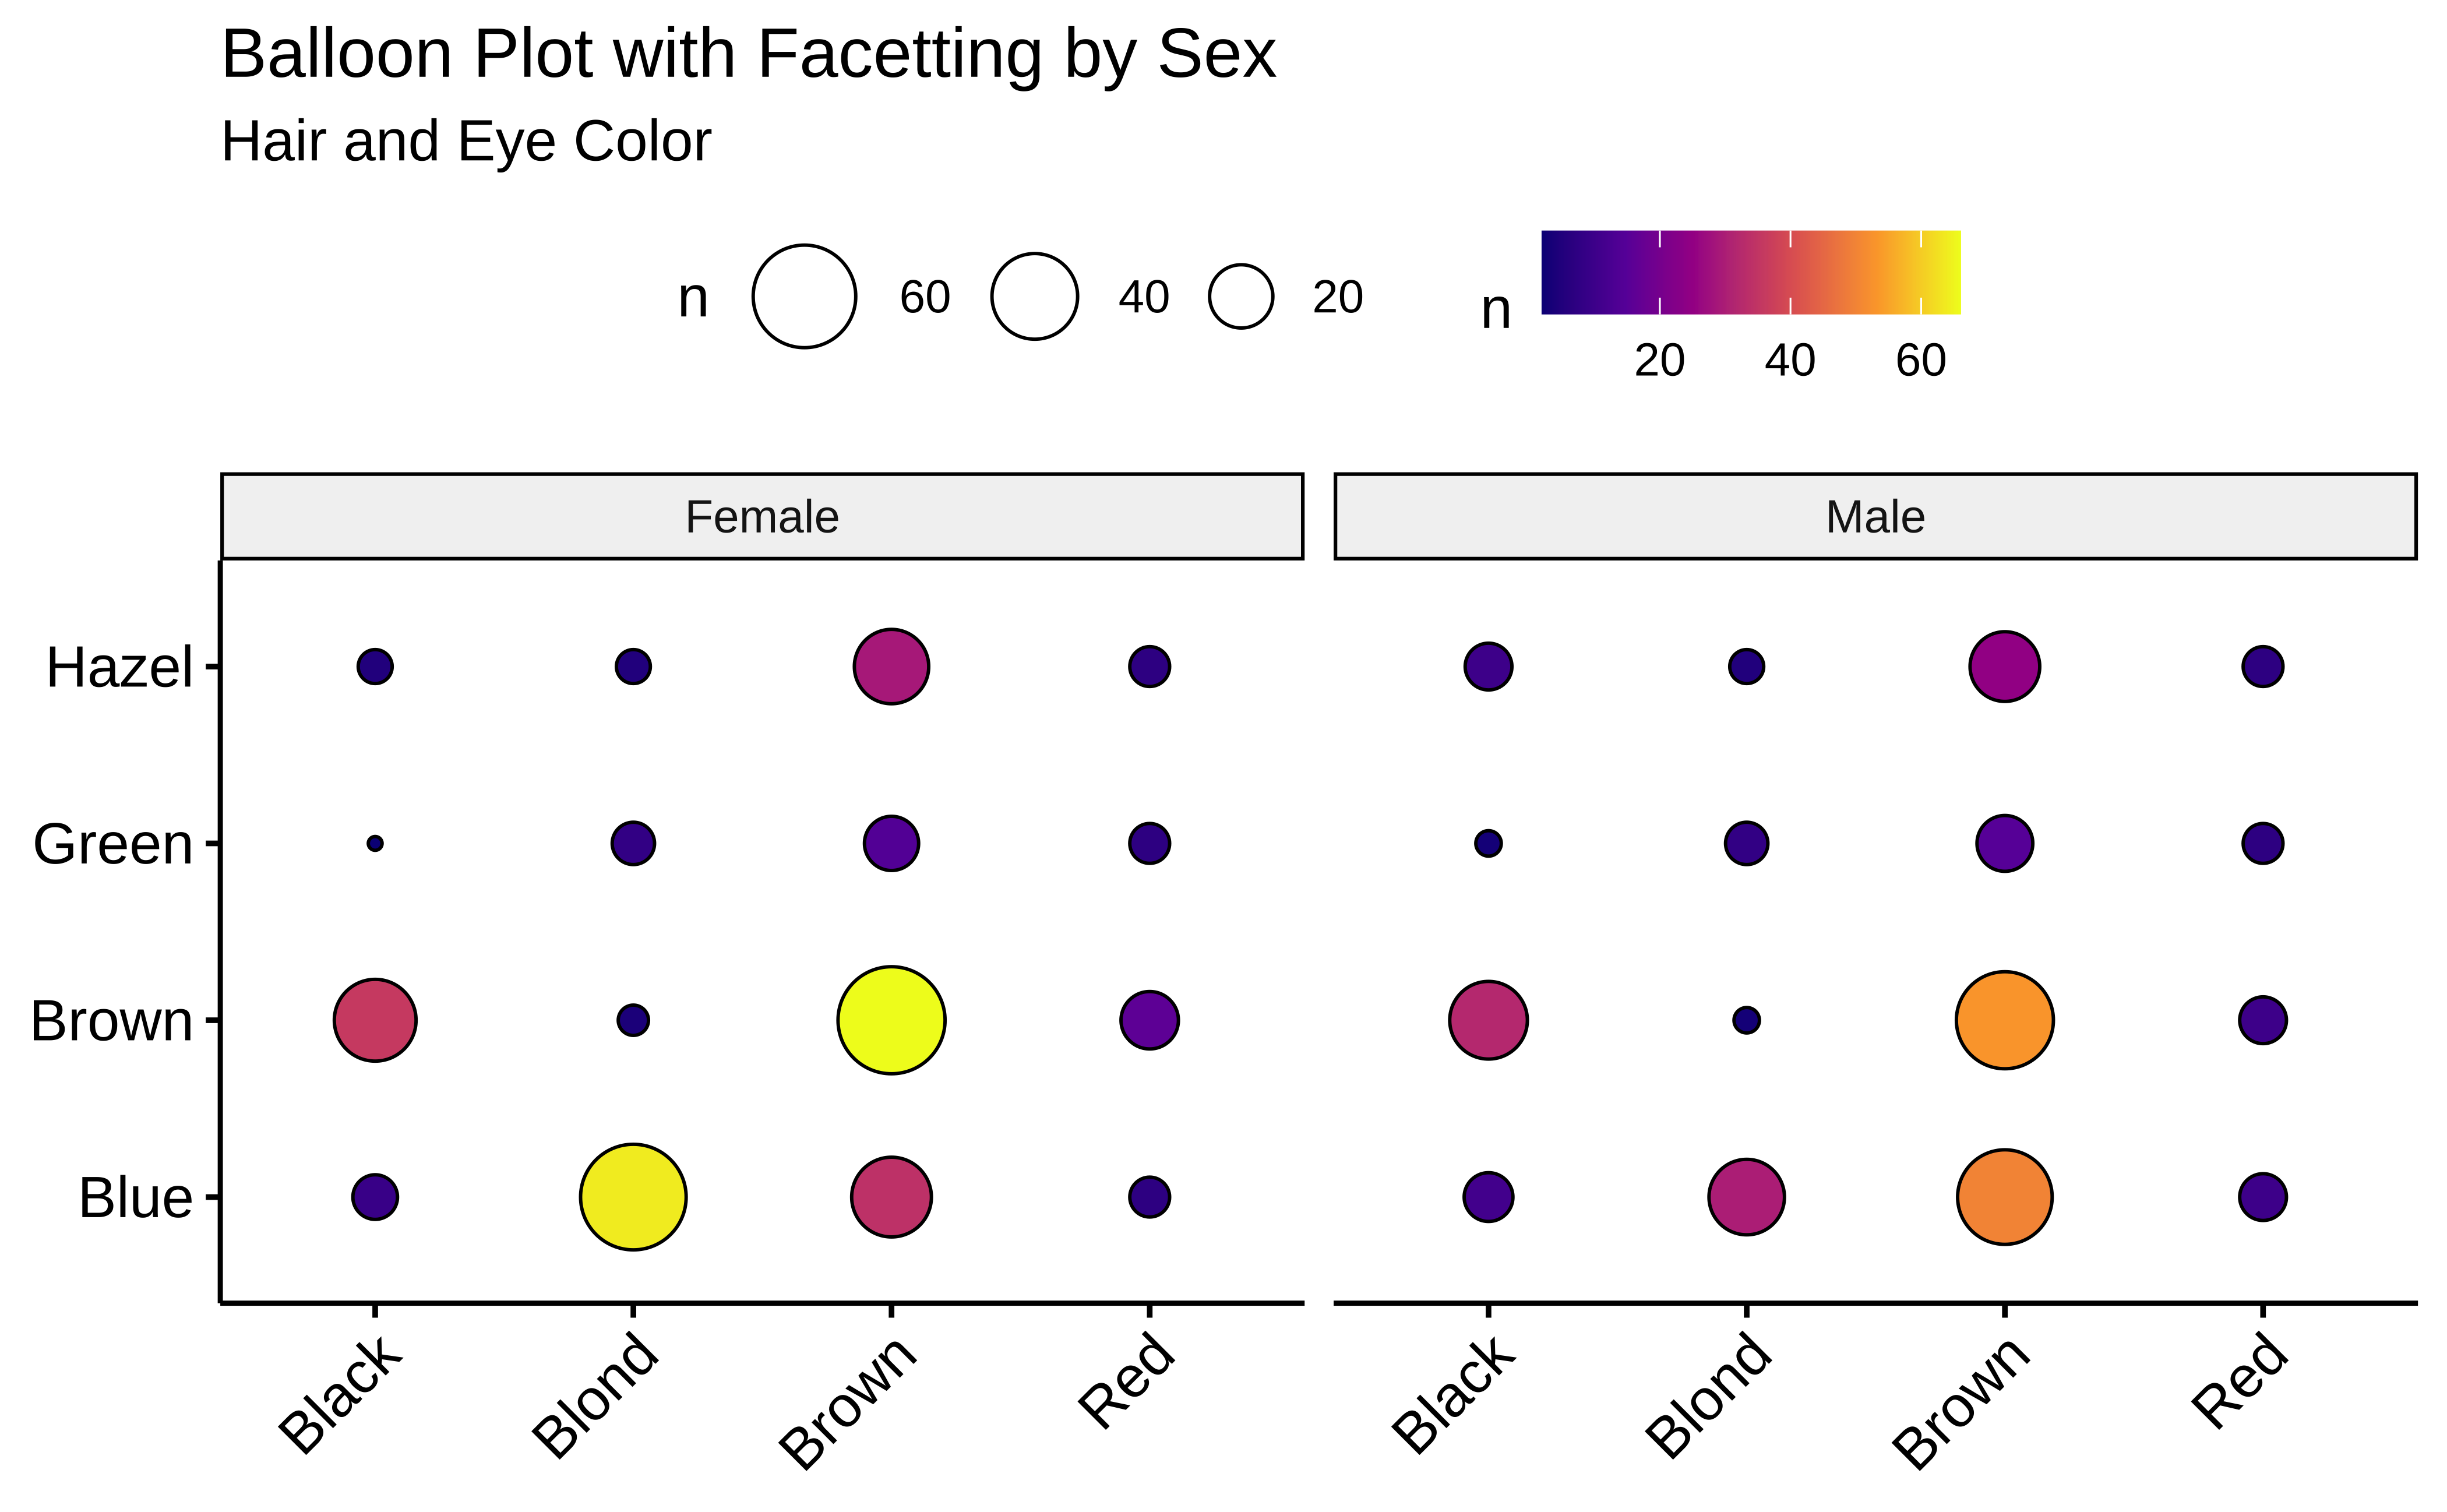 Balloon Plot with Facetting by Sex
Hair and Eye Color
n 60 40 20
n 20 40 60
Female Male
Hazel
Green
Brown
Blue
Black Blond Brown Red Black Blond Brown Red